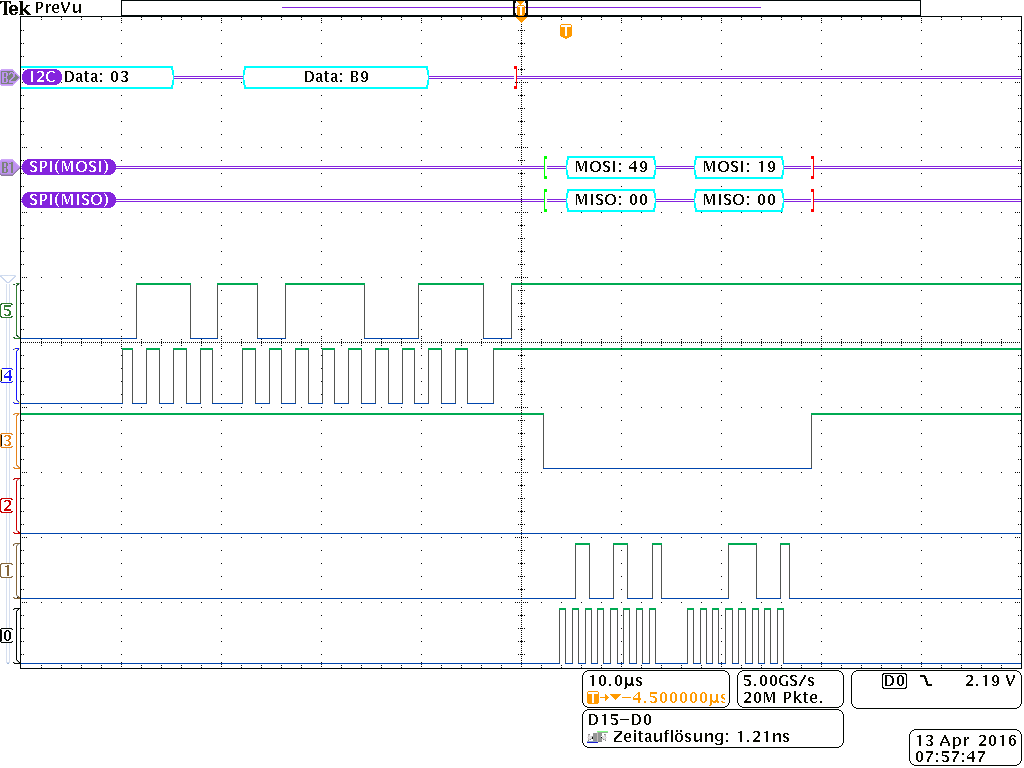 Tek PreVu
T
T
B2 I2C Data: 03 Data: B9
B1 SPI(MOSI) MOSI: 49 MOSI: 19
SPI(MISO) MISO: 00 MISO: 00
5
4
3
2
1
0
10.0µs
T→▼−4.500000µs
5.00GS/s
20M Pkte.
D0 2.19 V
D15−D0
Zeitauflösung: 1.21ns
13 Apr 2016
07:57:47